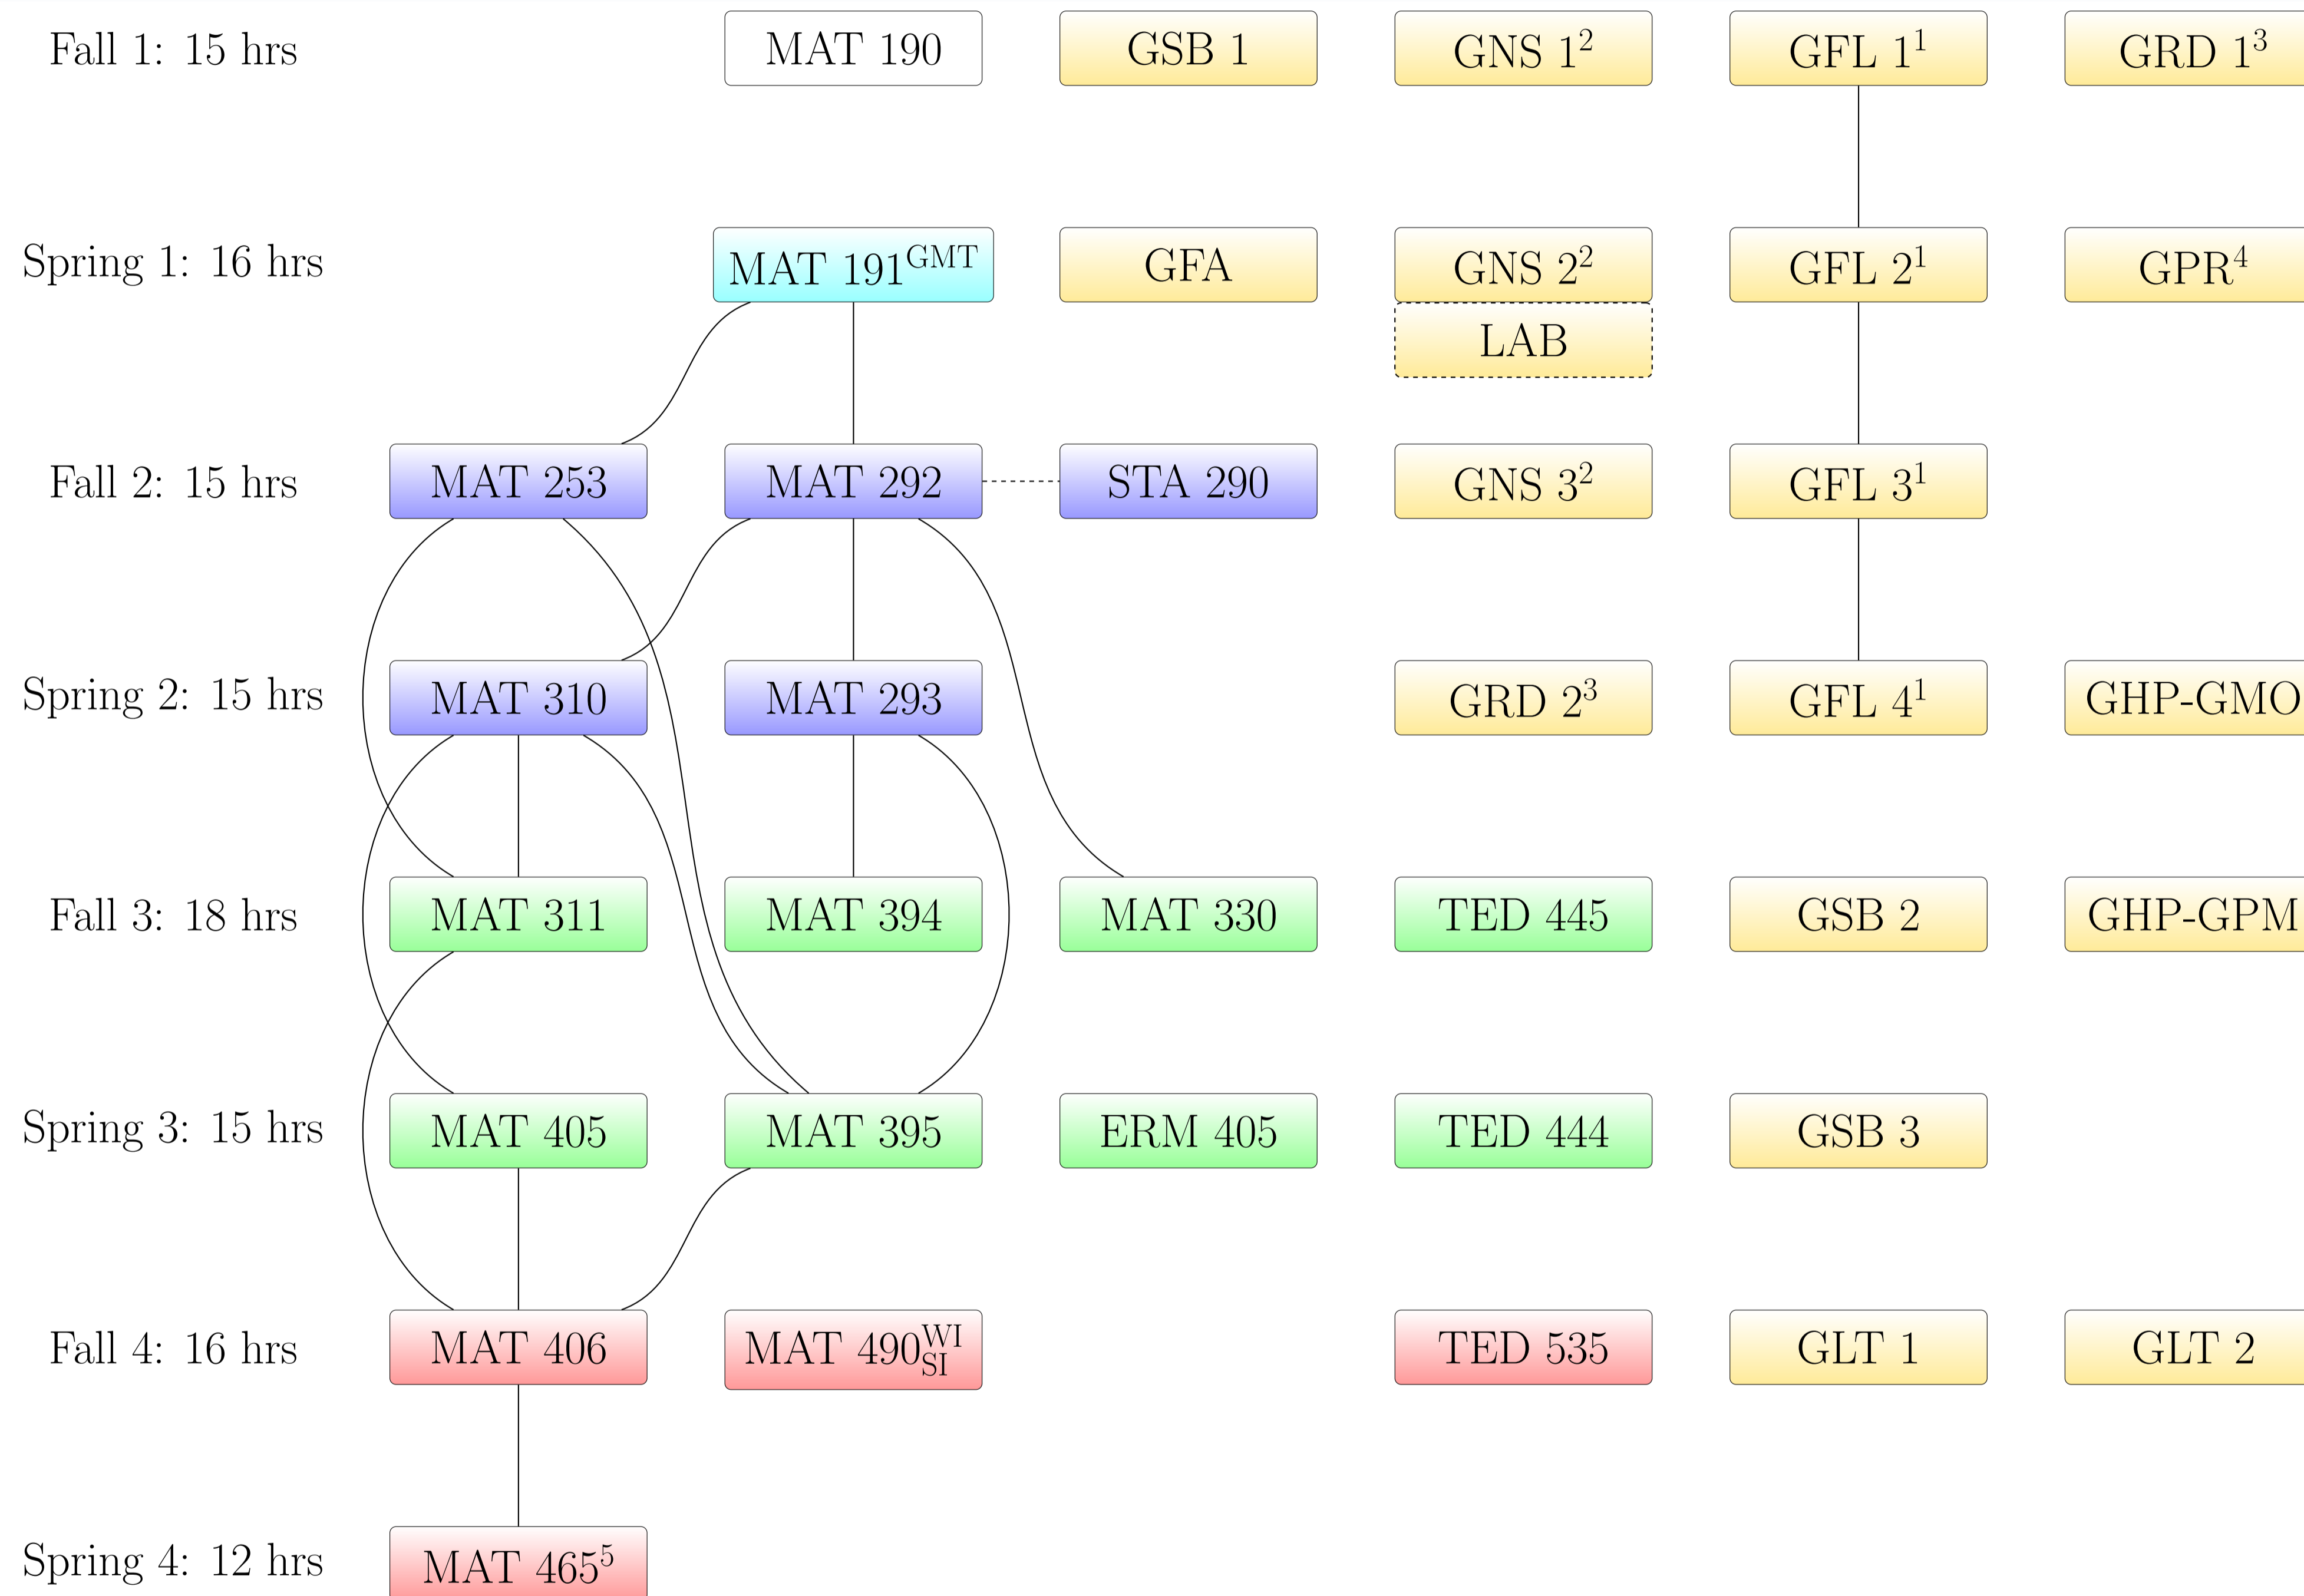 Fall 1: 15 hrs MAT 190 GSB 1 GNS 1² GFL 1¹ GRD 1³
Spring 1: 16 hrs MAT 191^GMT GFA GNS 2² GFL 2¹ GPR⁴
LAB
Fall 2: 15 hrs MAT 253 MAT 292 STA 290 GNS 3² GFL 3¹
Spring 2: 15 hrs MAT 310 MAT 293 GRD 2³ GFL 4¹ GHP-GMO
Fall 3: 18 hrs MAT 311 MAT 394 MAT 330 TED 445 GSB 2 GHP-GPM
Spring 3: 15 hrs MAT 405 MAT 395 ERM 405 TED 444 GSB 3
Fall 4: 16 hrs MAT 406 MAT 490^WI_SI TED 535 GLT 1 GLT 2
Spring 4: 12 hrs MAT 465⁵